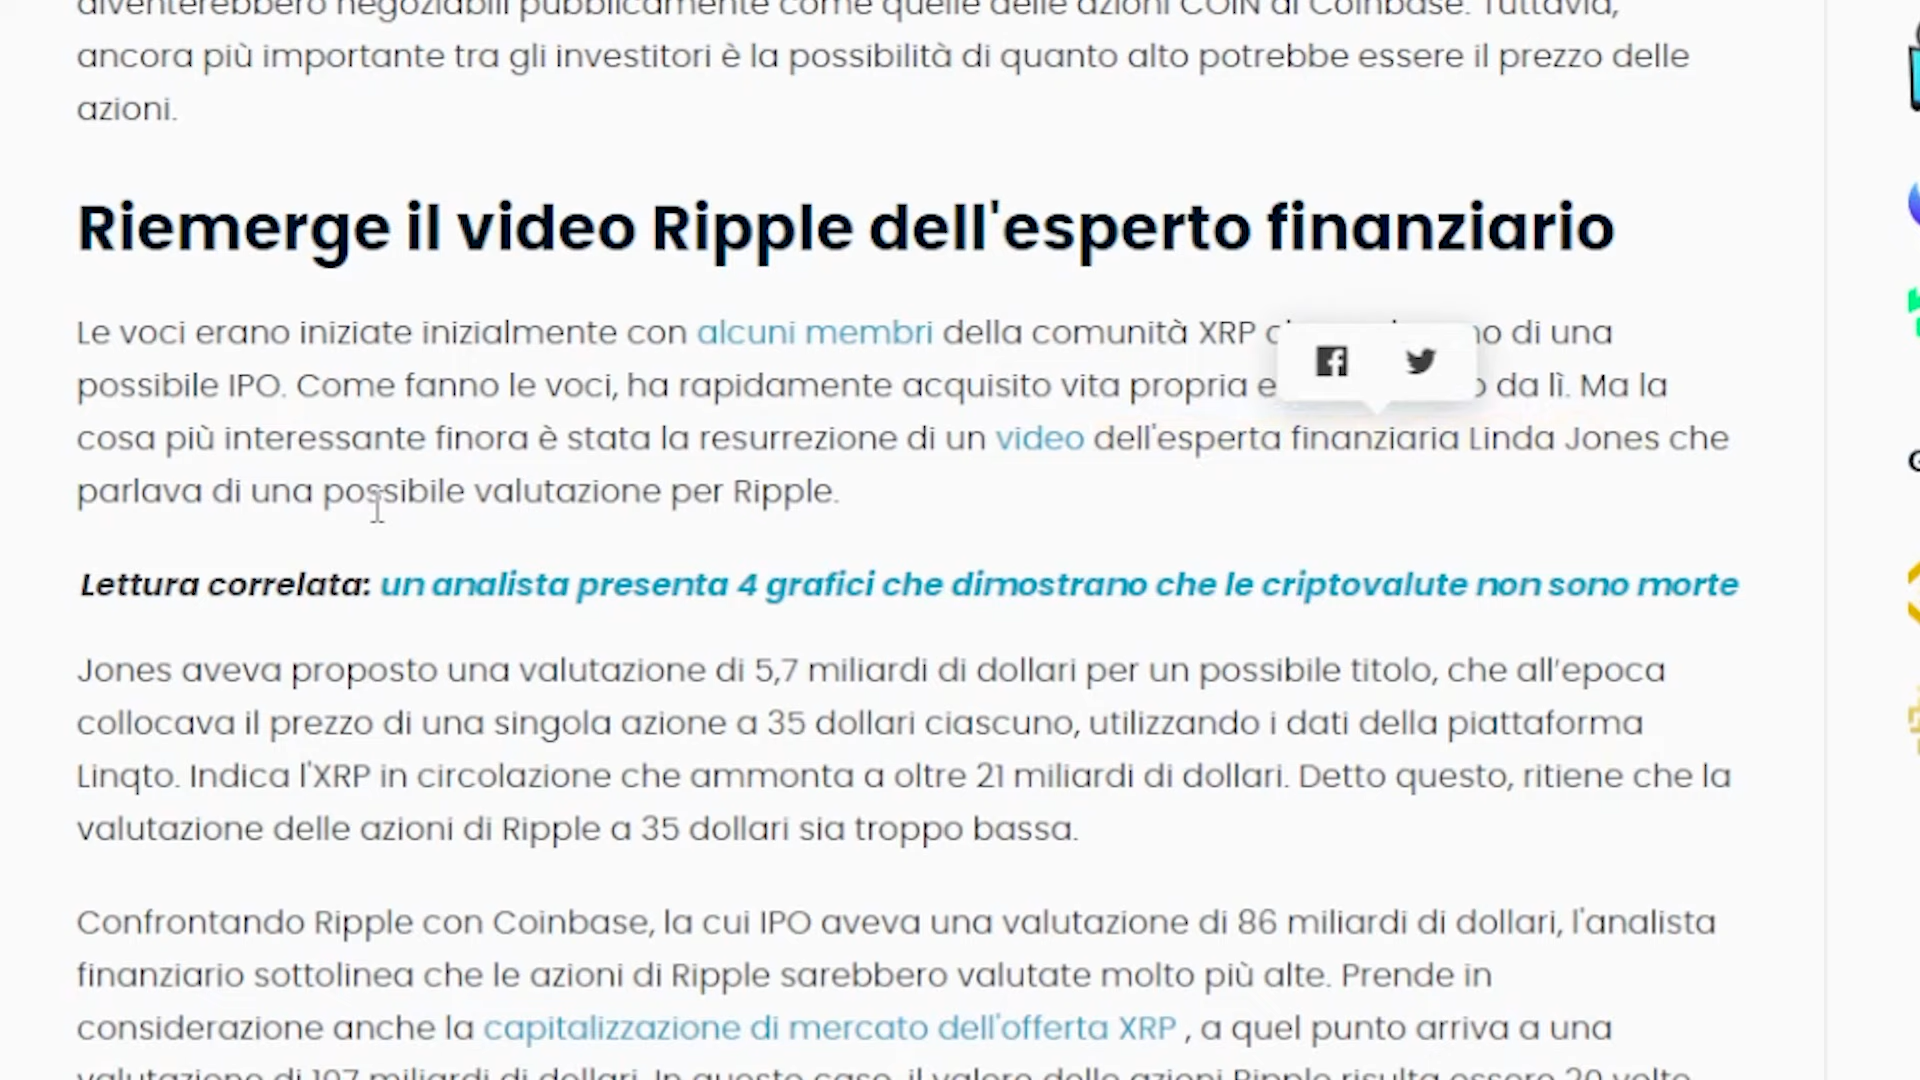 diventerebbero negoziabili pubblicamente come quelle delle azioni COIN di Coinbase. Tuttavia,
ancora più importante tra gli investitori è la possibilità di quanto alto potrebbe essere il prezzo delle
azioni.
Riemerge il video Ripple dell'esperto finanziario
Le voci erano iniziate inizialmente con alcuni membri della comunità XRP di una
possibile IPO. Come fanno le voci, ha rapidamente acquisito vita propria e da lì. Ma la
cosa più interessante finora è stata la resurrezione di un video dell'esperta finanziaria Linda Jones che
parlava di una possibile valutazione per Ripple.
Lettura correlata: un analista presenta 4 grafici che dimostrano che le criptovalute non sono morte
Jones aveva proposto una valutazione di 5,7 miliardi di dollari per un possibile titolo, che all'epoca
collocava il prezzo di una singola azione a 35 dollari ciascuno, utilizzando i dati della piattaforma
Linqto. Indica l'XRP in circolazione che ammonta a oltre 21 miliardi di dollari. Detto questo, ritiene che la
valutazione delle azioni di Ripple a 35 dollari sia troppo bassa.
Confrontando Ripple con Coinbase, la cui IPO aveva una valutazione di 86 miliardi di dollari, l'analista
finanziario sottolinea che le azioni di Ripple sarebbero valutate molto più alte. Prende in
considerazione anche la capitalizzazione di mercato dell'offerta XRP , a quel punto arriva a una
valutazione di 107 miliardi di dollari. In questo caso, il valore delle azioni Ripple risulta essere 20 volte